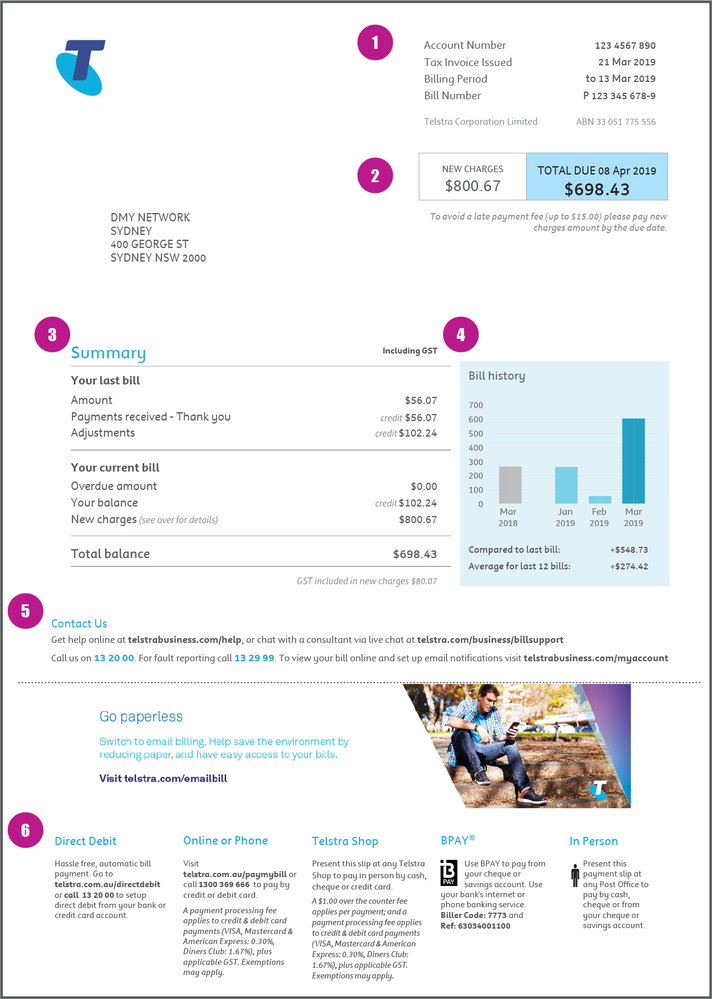 1
Account Number 123 4567 890
Tax Invoice Issued 21 Mar 2019
Billing Period to 13 Mar 2019
Bill Number P 123 345 678-9
Telstra Corporation Limited ABN 33 051 775 556
T
2
NEW CHARGES
$800.67
TOTAL DUE 08 Apr 2019
$698.43
To avoid a late payment fee (up to $15.00) please pay new
charges amount by the due date.
DMY NETWORK
SYDNEY
400 GEORGE ST
SYDNEY NSW 2000
3
Summary Including GST
Your last bill
Amount $56.07
Payments received - Thank you credit $56.07
Adjustments credit $102.24
Your current bill
Overdue amount $0.00
Your balance credit $102.24
New charges (see over for details) $800.67
Total balance $698.43
GST included in new charges $80.07
4
Bill history
700
600
500
400
300
200
100
0
Mar Jan Feb Mar
2018 2019 2019 2019
Compared to last bill: +$548.73
Average for last 12 bills: +$274.42
5
Contact Us
Get help online at telstrabusiness.com/help, or chat with a consultant via live chat at telstra.com/business/billsupport
Call us on 13 20 00. For fault reporting call 13 29 99. To view your bill online and set up email notifications visit telstrabusiness.com/myaccount
Go paperless
Switch to email billing. Help save the environment by
reducing paper, and have easy access to your bills.
Visit telstra.com/emailbill
T
6
Direct Debit
Hassle free, automatic bill
payment. Go to
telstra.com.au/directdebit
or call 13 20 00 to setup
direct debit from your bank or
credit card account.
Online or Phone
Visit
telstra.com.au/paymybill or
call 1300 369 666 to pay by
credit or debit card.
A payment processing fee
applies to credit & debit card
payments (VISA, Mastercard &
American Express: 0.30%,
Diners Club: 1.67%), plus
applicable GST. Exemptions
may apply.
Telstra Shop
Present this slip at any Telstra
Shop to pay in person by cash,
cheque or credit card.
A $1.00 over the counter fee
applies per payment; and a
payment processing fee applies
to credit & debit card payments
(VISA, Mastercard & American
Express: 0.30%, Diners Club:
1.67%), plus applicable GST.
Exemptions may apply.
BPAY®
B
PAY
Use BPAY to pay from
your cheque or
savings account. Use
your bank's internet or
phone banking service.
Biller Code: 7773 and
Ref: 63034001100
In Person
Present this
payment slip at
any Post Office to
pay by cash,
cheque or from
your cheque or
savings account.